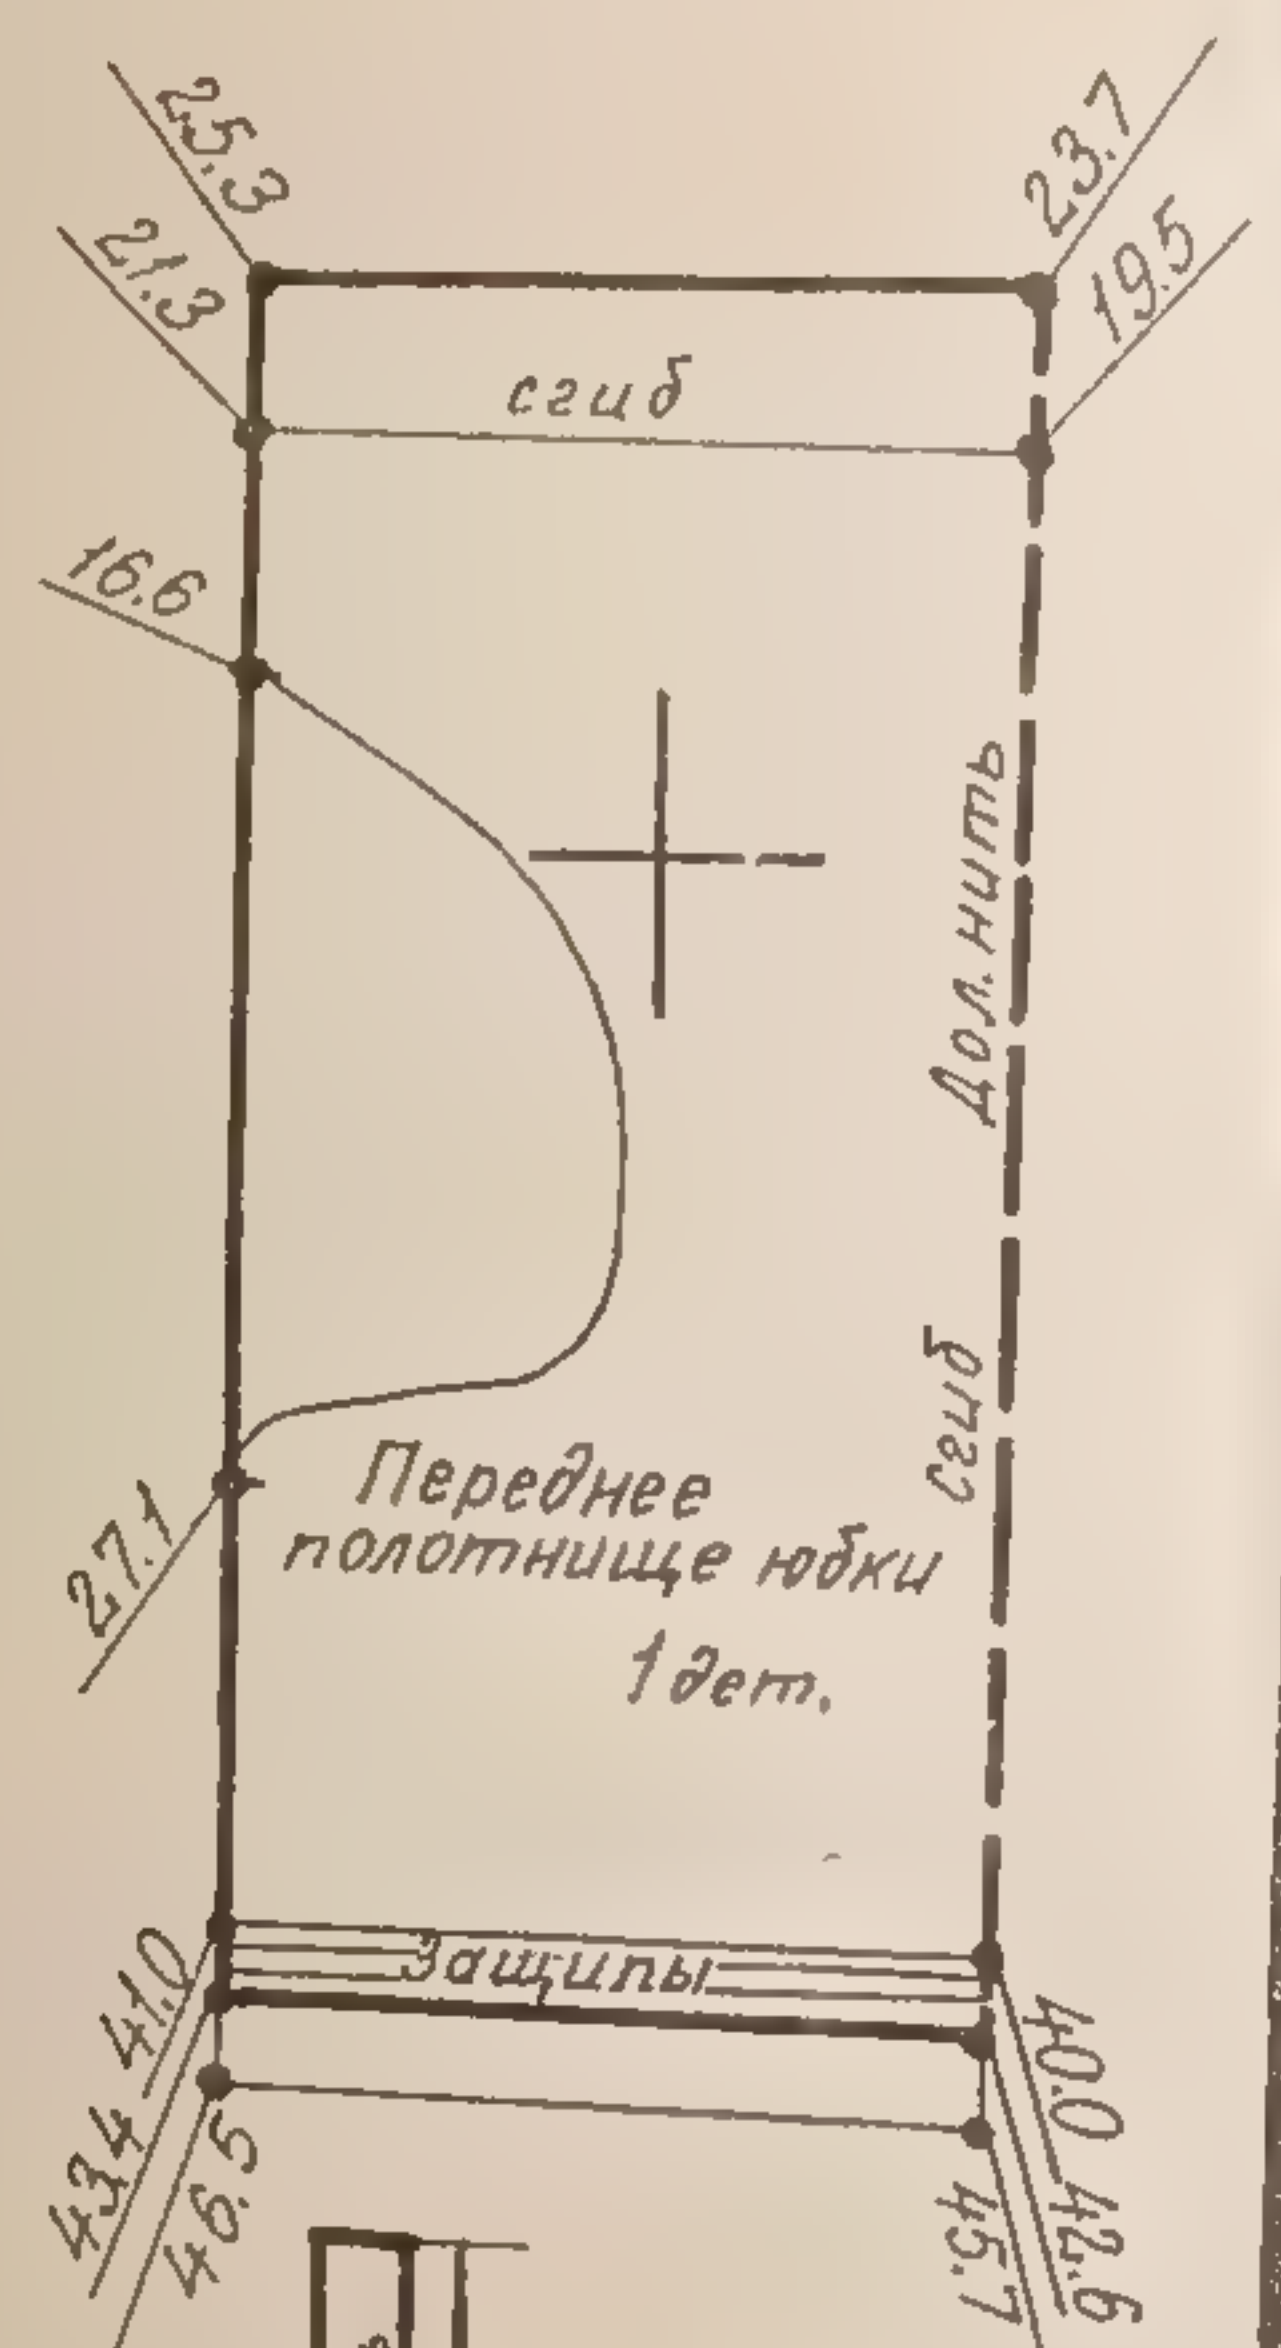 25.3
23.7
21.3
19.5
сгиб
16.6
Дол. нить
сгиб
27.1
Переднее
полотнище юбки
1 дет.
Защипы
41.0
40.0
43.4
42.6
46.5
45.7